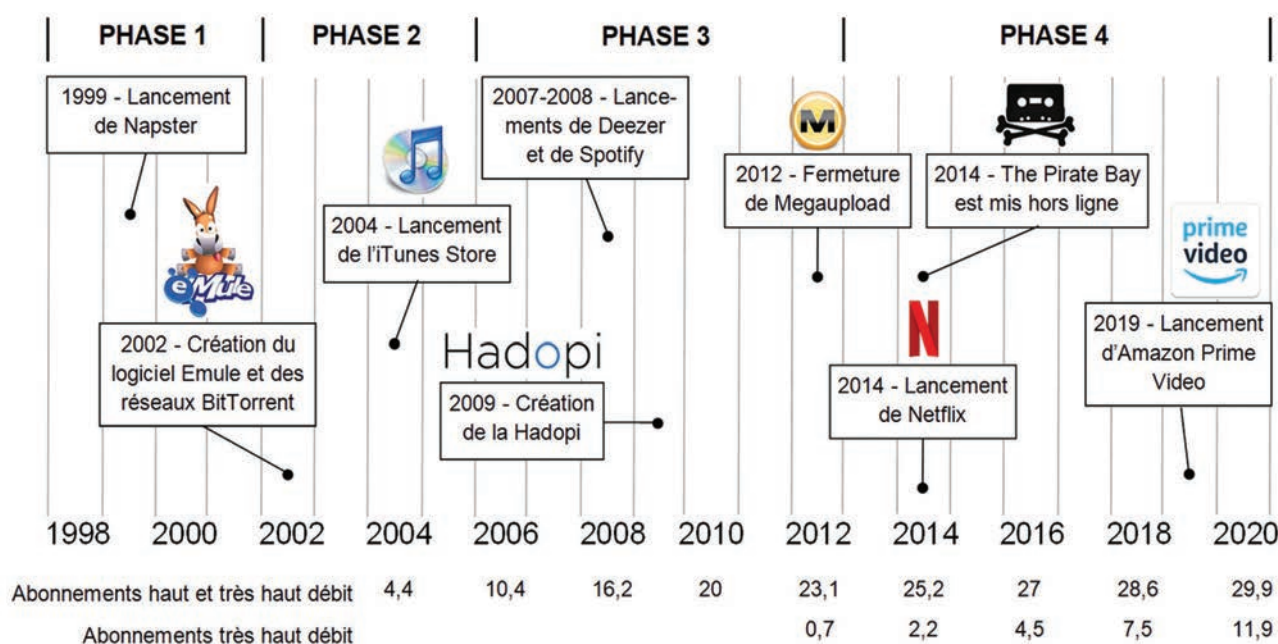 PHASE 1
PHASE 2
PHASE 3
PHASE 4
1999 - Lancement
de Napster
2007-2008 - Lance-
ments de Deezer
et de Spotify
M
2012 - Fermeture
de Megaupload
2014 - The Pirate Bay
est mis hors ligne
2004 - Lancement
de l'iTunes Store
prime
video
eMule
2002 - Création du
logiciel Emule et des
réseaux BitTorrent
Hadopi
2009 - Création
de la Hadopi
N
2014 - Lancement
de Netflix
2019 - Lancement
d'Amazon Prime
Video
1998 2000 2002 2004 2006 2008 2010 2012 2014 2016 2018 2020
Abonnements haut et très haut débit 4,4 10,4 16,2 20 23,1 25,2 27 28,6 29,9
Abonnements très haut débit 0,7 2,2 4,5 7,5 11,9